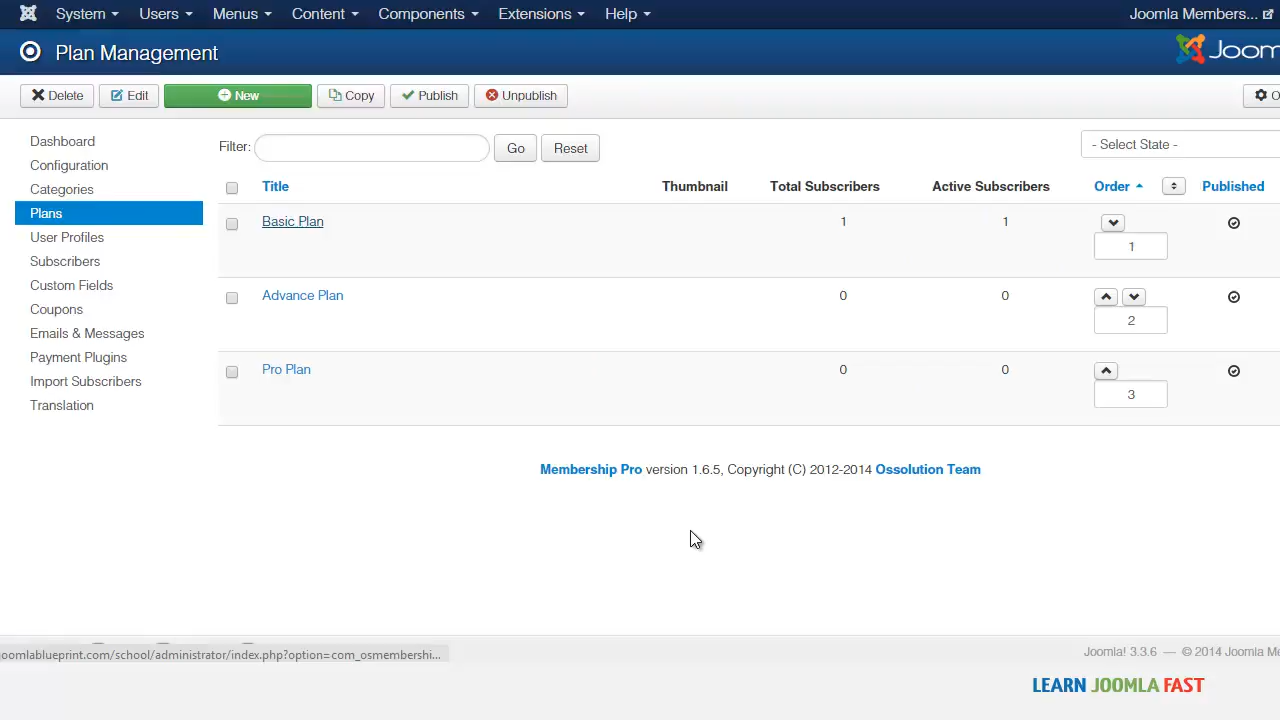 System Users Menus Content Components Extensions Help Joomla Members...
Plan Management Joom
Delete Edit New Copy Publish Unpublish O
Dashboard
Configuration
Categories
Plans
User Profiles
Subscribers
Custom Fields
Coupons
Emails & Messages
Payment Plugins
Import Subscribers
Translation
Filter: Go Reset - Select State -
Title Thumbnail Total Subscribers Active Subscribers Order Published
Basic Plan 1 1 1
Advance Plan 0 0 2
Pro Plan 0 0 3
Membership Pro version 1.6.5, Copyright (C) 2012-2014 Ossolution Team
oomlablueprint.com/school/administrator/index.php?option=com_osmembershi...
Joomla! 3.3.6 — © 2014 Joomla Me
LEARN JOOMLA FAST